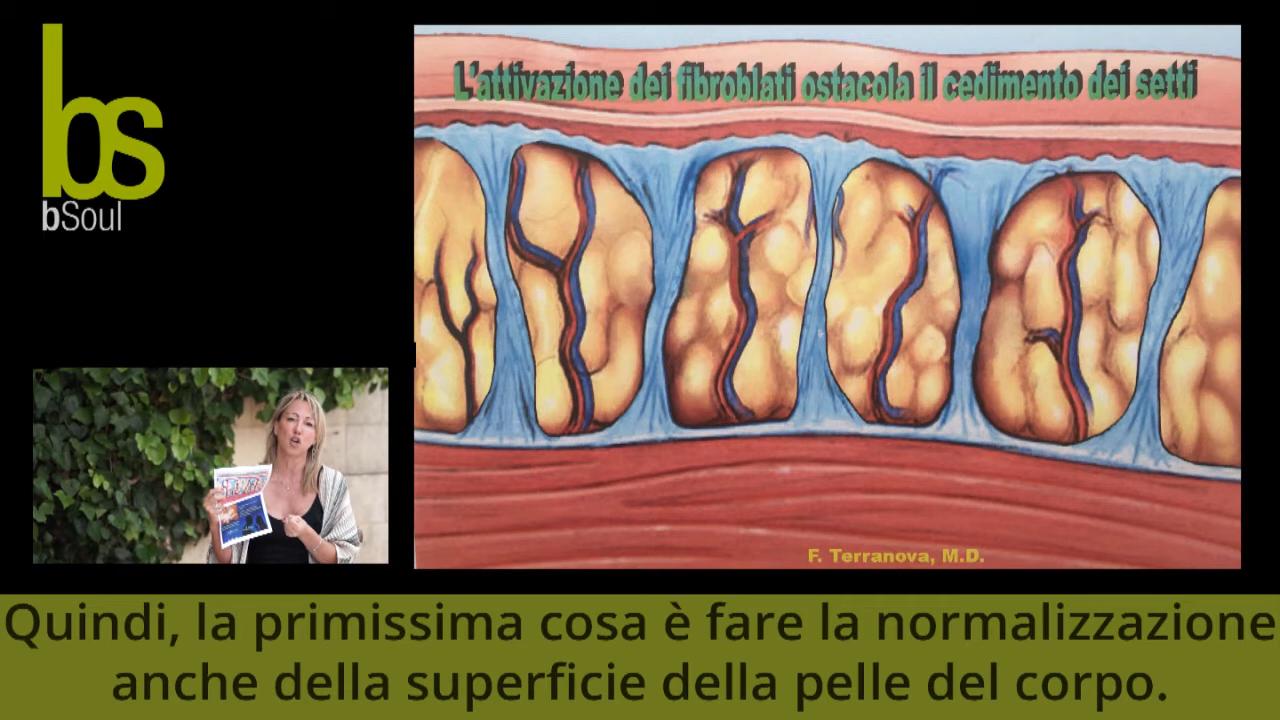 bs
bSoul
L'attivazione dei fibroblati ostacola il cedimento dei setti
F. Terranova, M.D.
Quindi, la primissima cosa è fare la normalizzazione
anche della superficie della pelle del corpo.